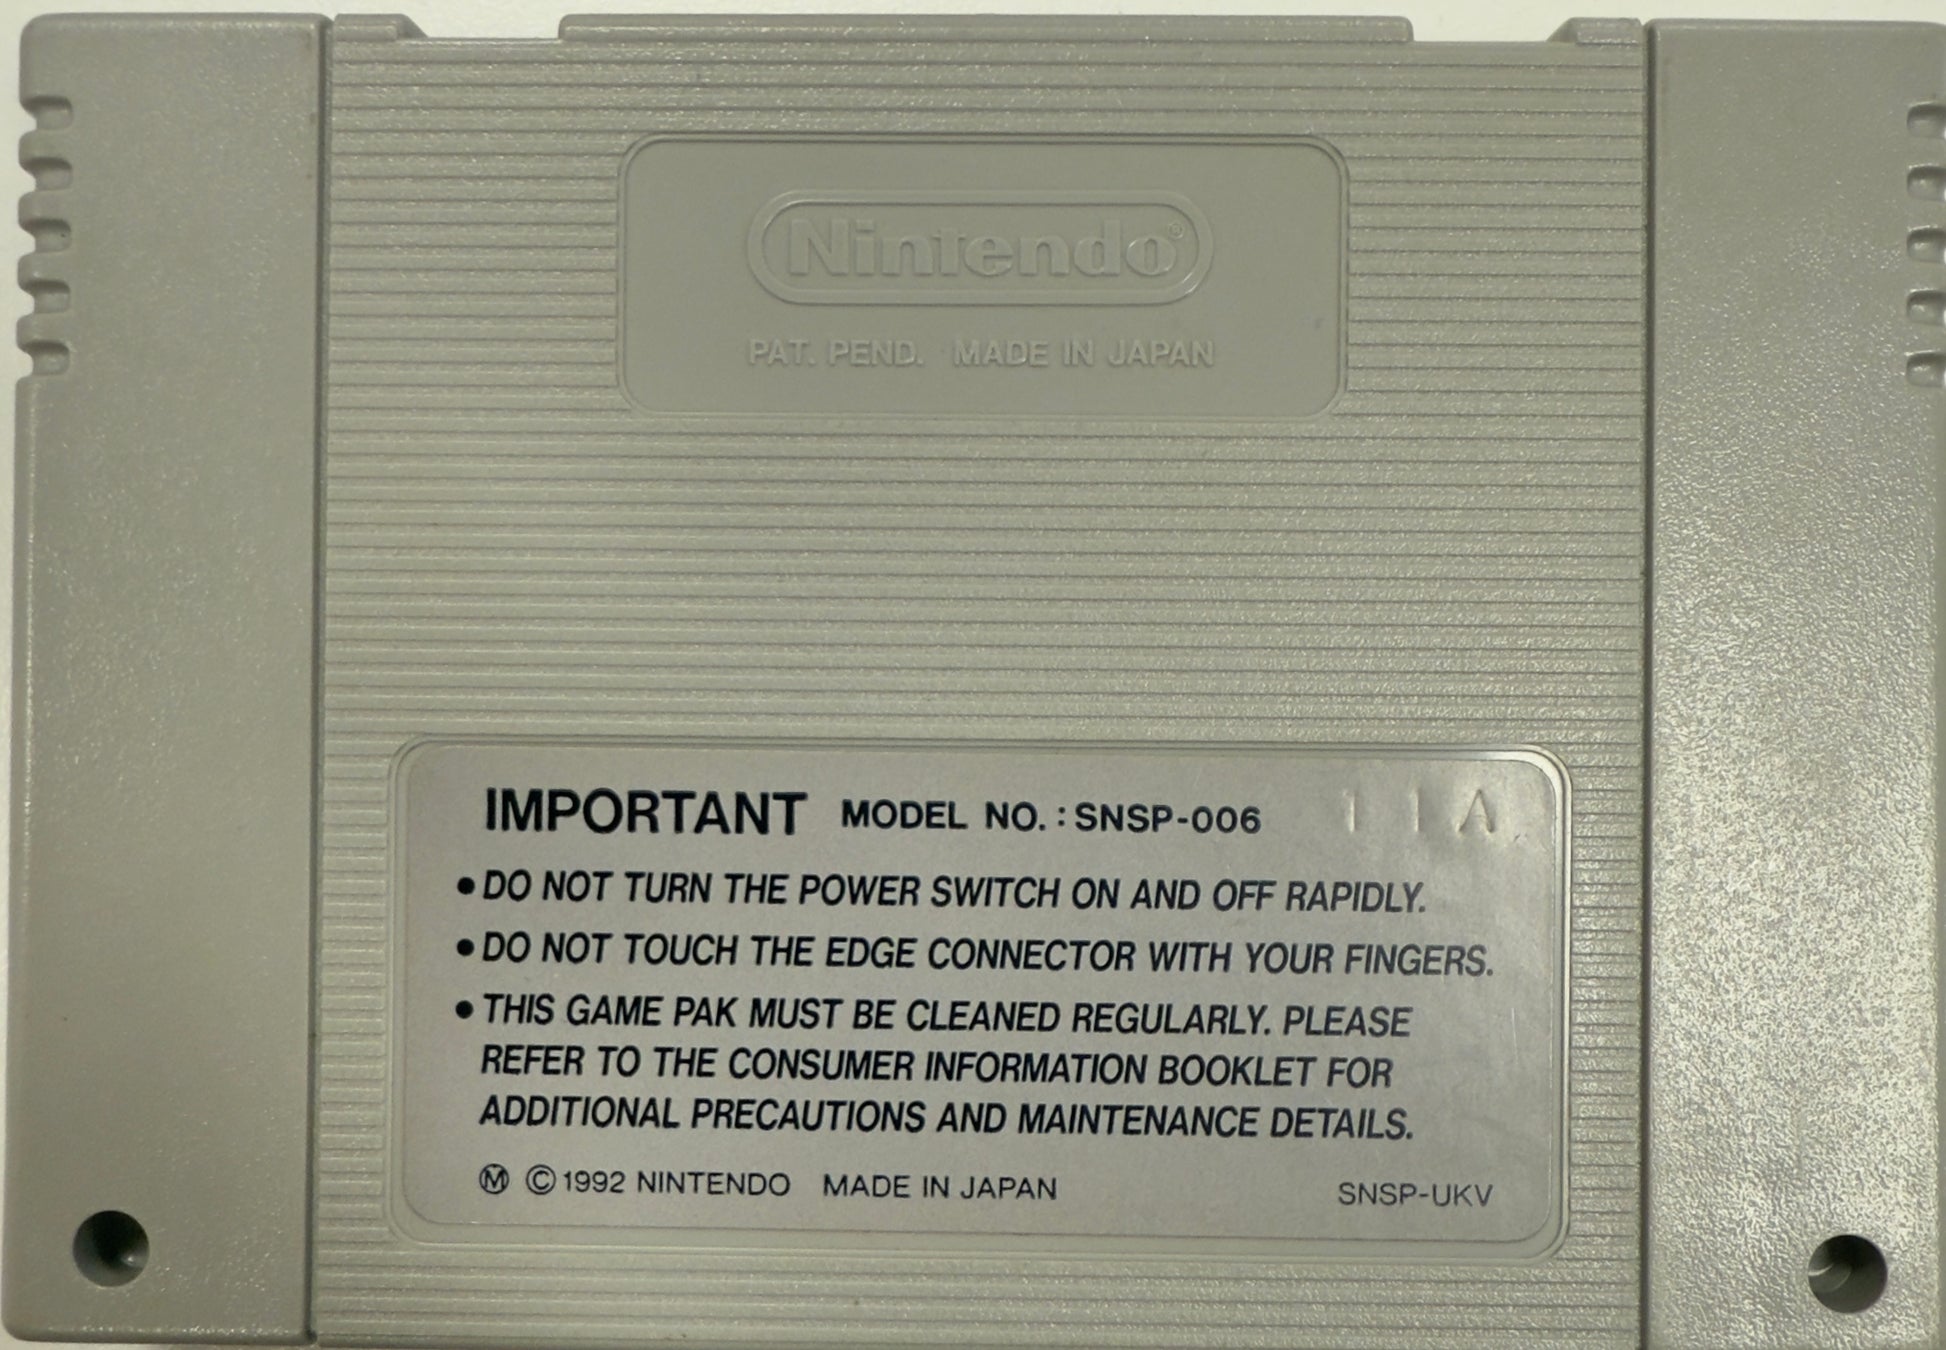 Nintendo®
PAT. PEND. MADE IN JAPAN
IMPORTANT MODEL NO.: SNSP-006 11A
• DO NOT TURN THE POWER SWITCH ON AND OFF RAPIDLY.
• DO NOT TOUCH THE EDGE CONNECTOR WITH YOUR FINGERS.
• THIS GAME PAK MUST BE CLEANED REGULARLY. PLEASE
REFER TO THE CONSUMER INFORMATION BOOKLET FOR
ADDITIONAL PRECAUTIONS AND MAINTENANCE DETAILS.
Ⓜ ©1992 NINTENDO MADE IN JAPAN SNSP-UKV